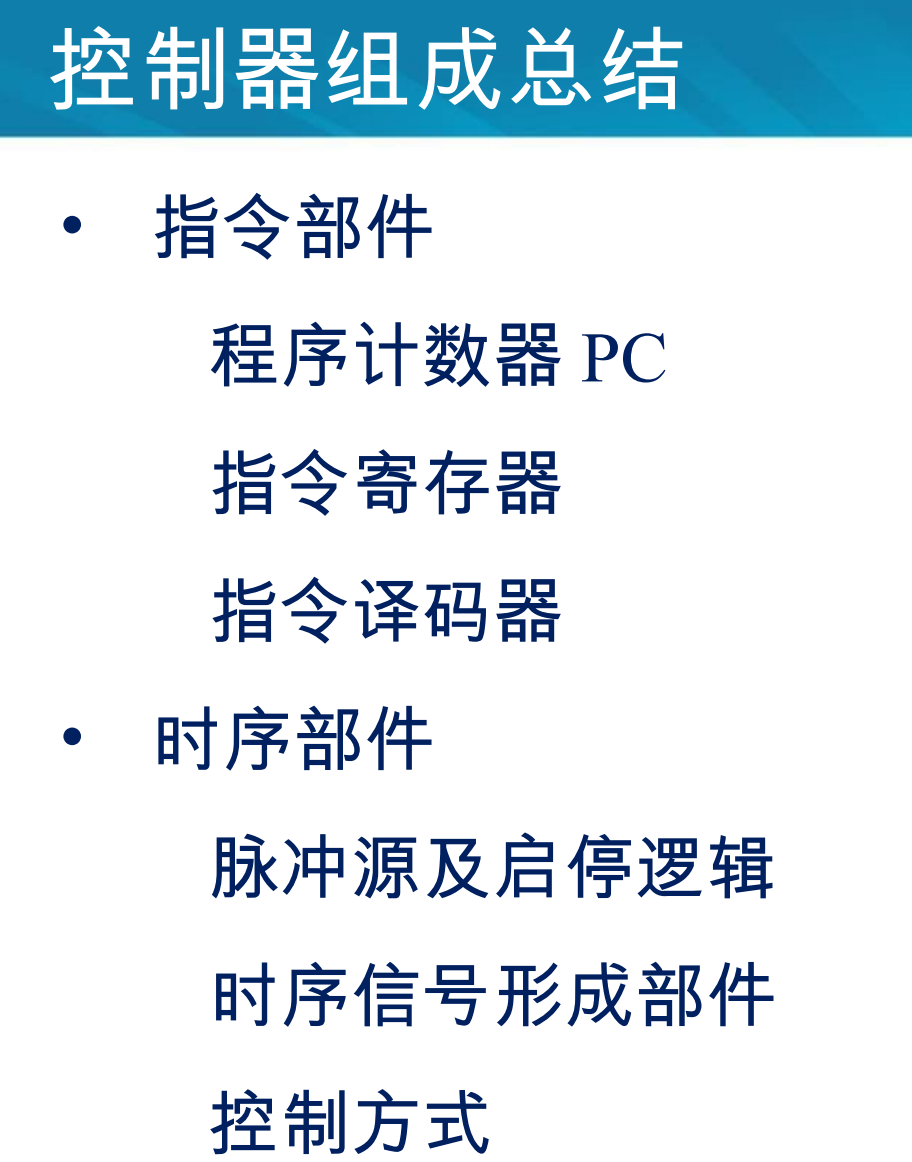 控制器组成总结
• 指令部件
程序计数器 PC
指令寄存器
指令译码器
• 时序部件
脉冲源及启停逻辑
时序信号形成部件
控制方式